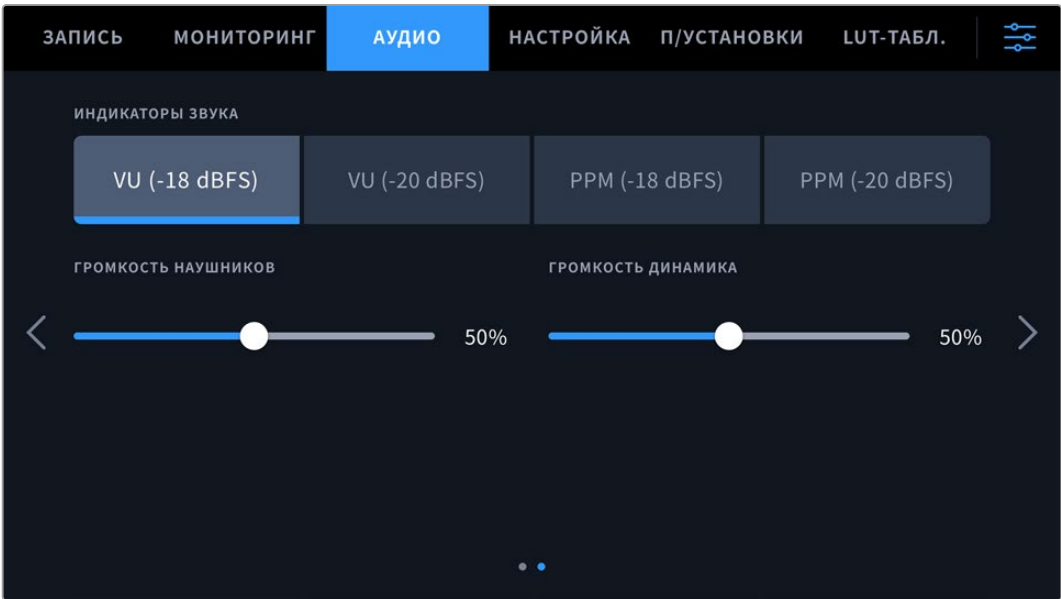 ЗАПИСЬ МОНИТОРИНГ АУДИО НАСТРОЙКА П/УСТАНОВКИ LUT-ТАБЛ.
ИНДИКАТОРЫ ЗВУКА
VU (-18 dBFS) VU (-20 dBFS) PPM (-18 dBFS) PPM (-20 dBFS)
ГРОМКОСТЬ НАУШНИКОВ ГРОМКОСТЬ ДИНАМИКА
50% 50%